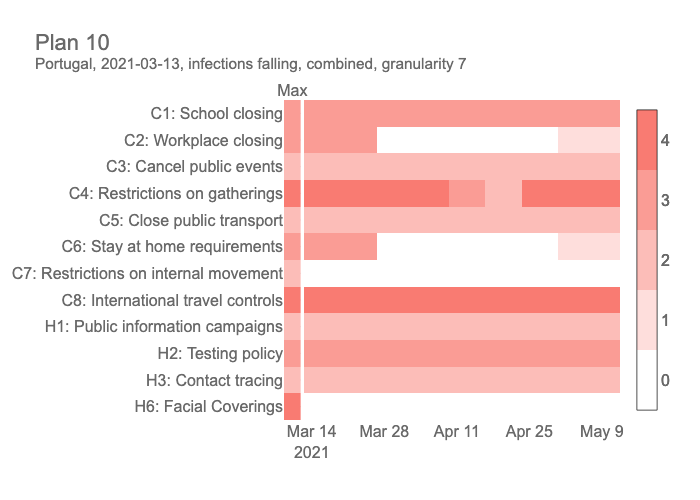 Plan 10
Portugal, 2021-03-13, infections falling, combined, granularity 7
Max
C1: School closing
C2: Workplace closing
C3: Cancel public events
C4: Restrictions on gatherings
C5: Close public transport
C6: Stay at home requirements
C7: Restrictions on internal movement
C8: International travel controls
H1: Public information campaigns
H2: Testing policy
H3: Contact tracing
H6: Facial Coverings
4
3
2
1
0
Mar 14 Mar 28 Apr 11 Apr 25 May 9
2021